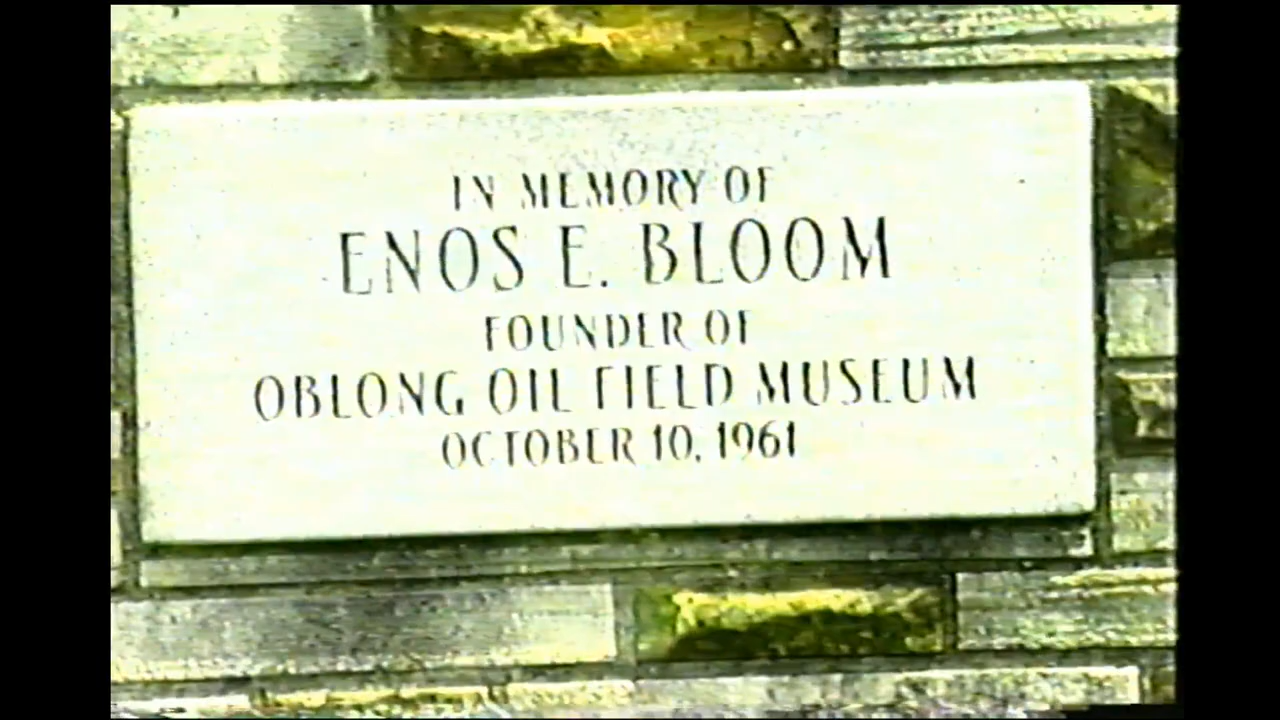 IN MEMORY OF
ENOS E. BLOOM
FOUNDER OF
OBLONG OIL FIELD MUSEUM
OCTOBER 10, 1961